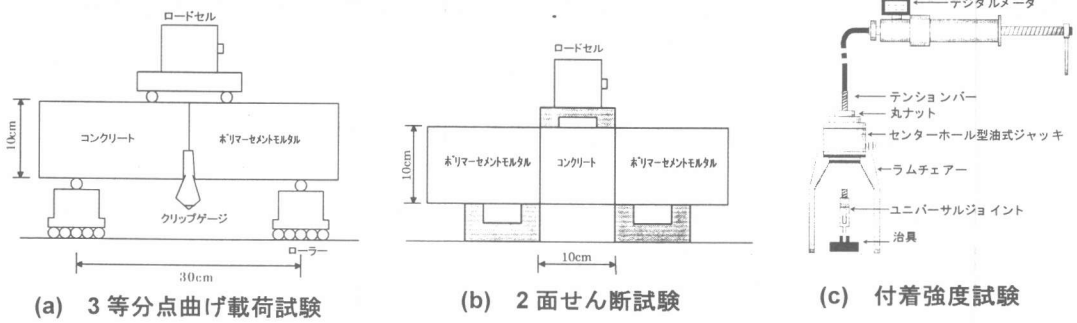 ロードセル
10cm
コンクリート
ポリマーセメントモルタル
クリップゲージ
ローラー
30cm
(a) 3等分点曲げ載荷試験
ロードセル
10cm
ポリマーセメントモルタル
コンクリート
ポリマーセメントモルタル
10cm
(b) 2面せん断試験
デジタルメータ
テンションバー
丸ナット
センターホール型油式ジャッキ
ラムチェアー
ユニバーサルジョイント
治具
(c) 付着強度試験